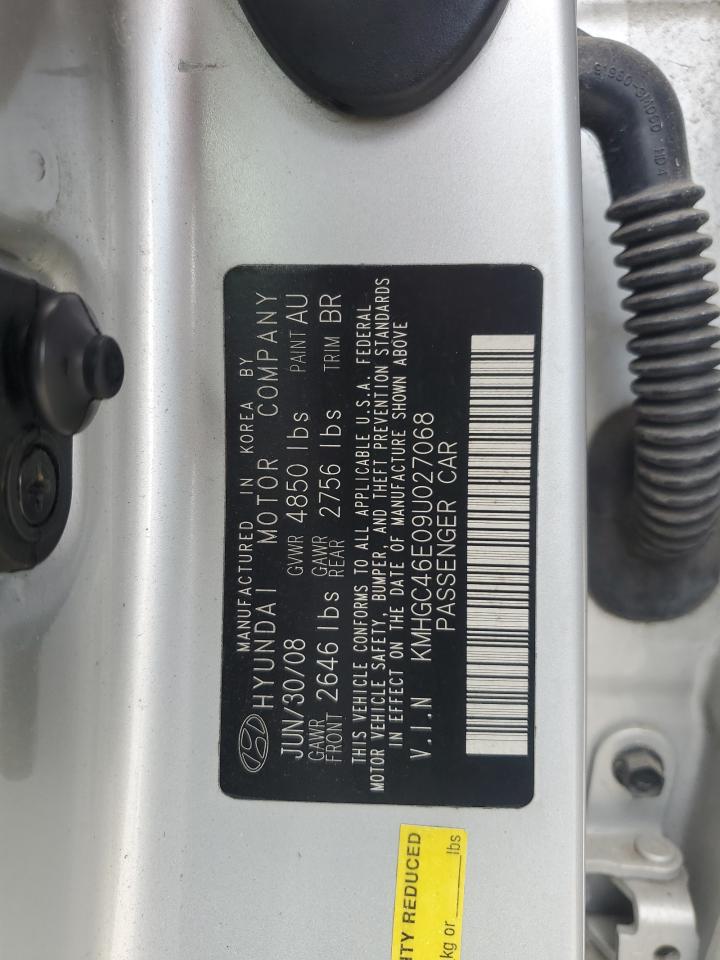 MANUFACTURED IN KOREA BY
HYUNDAI MOTOR COMPANY
JUN/30/08 GVWR 4850 lbs PAINT AU
GAWR FRONT 2646 lbs GAWR REAR 2756 lbs TRIM BR
THIS VEHICLE CONFORMS TO ALL APPLICABLE U.S.A. FEDERAL
MOTOR VEHICLE SAFETY, BUMPER, AND THEFT PREVENTION STANDARDS
IN EFFECT ON THE DATE OF MANUFACTURE SHOWN ABOVE
V.I.N KMHGC46E09U027068
PASSENGER CAR
ITY REDUCED
kg or ____ lbs
HD4